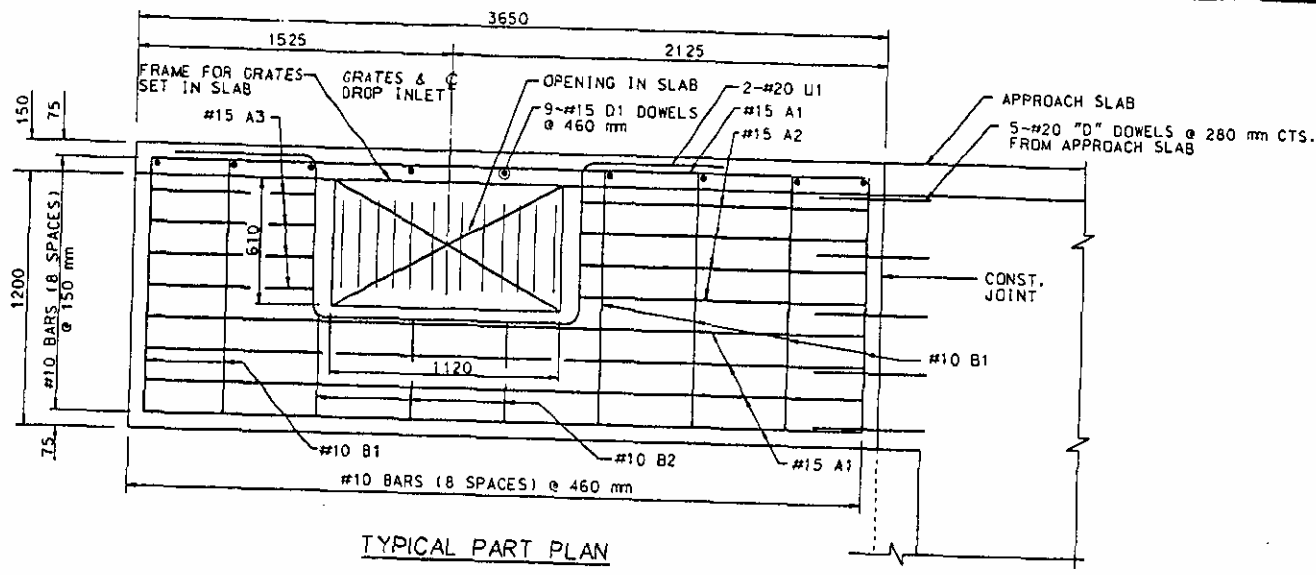 3650
1525
2125
FRAME FOR GRATES
SET IN SLAB
GRATES & ℄
DROP INLET
OPENING IN SLAB
2-#20 U1
9-#15 D1 DOWELS
@ 460 mm
#15 A1
#15 A2
#15 A3
APPROACH SLAB
5-#20 "D" DOWELS @ 280 mm CTS.
FROM APPROACH SLAB
150
75
1200
#10 BARS (8 SPACES)
@ 150 mm
610
1120
CONST.
JOINT
#10 B1
75
#10 B1
#10 B2
#15 A1
#10 BARS (8 SPACES) @ 460 mm
TYPICAL PART PLAN